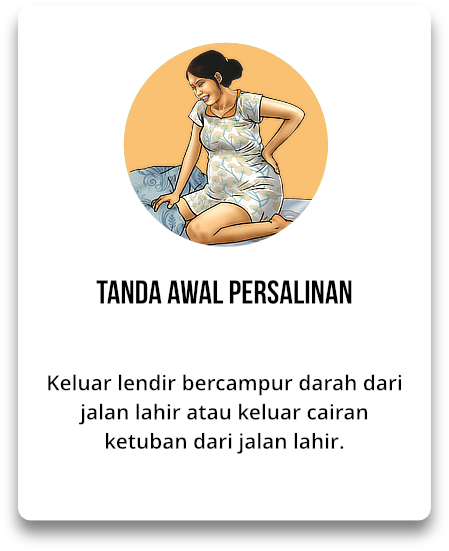 TANDA AWAL PERSALINAN
Keluar lendir bercampur darah dari
jalan lahir atau keluar cairan
ketuban dari jalan lahir.